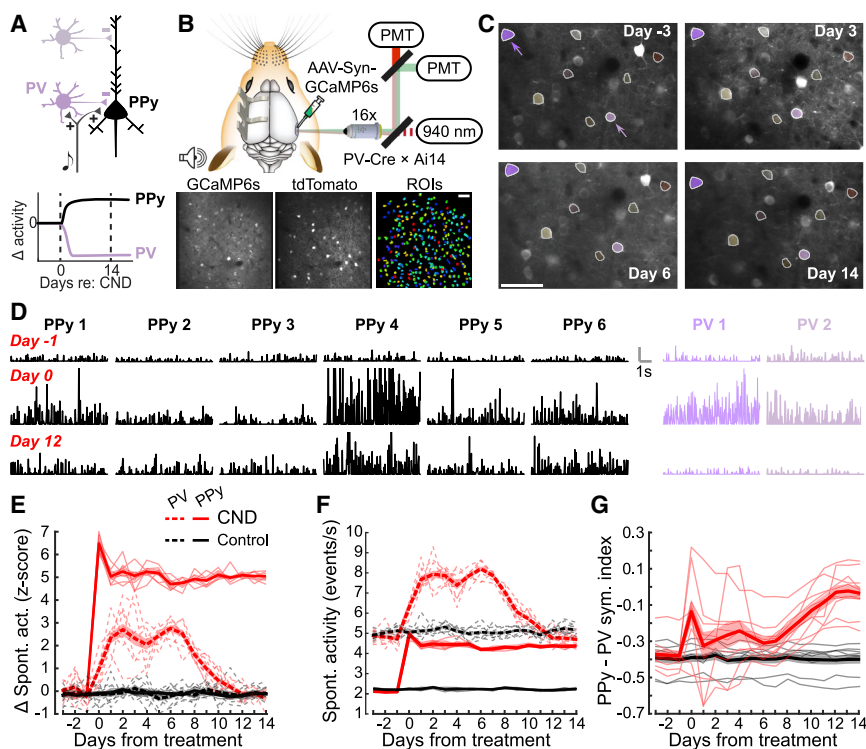 A
PV
PPy
+
+
Δ activity
0
PPy
PV
0
14
Days re: CND
B
PMT
PMT
AAV-Syn-
GCaMP6s
16x
940 nm
PV-Cre × Ai14
GCaMP6s
tdTomato
ROIs
C
Day -3
Day 3
Day 6
Day 14
D
PPy 1
PPy 2
PPy 3
PPy 4
PPy 5
PPy 6
PV 1
PV 2
Day -1
1s
Day 0
Day 12
E
PV
PPy
CND
Control
Δ Spont. act. (z-score)
7
6
5
4
3
2
1
0
-1
-2 0 2 4 6 8 10 12 14
Days from treatment
F
Spont. activity (events/s)
10
9
8
7
6
5
4
3
2
1
-2 0 2 4 6 8 10 12 14
Days from treatment
G
PPy - PV sym. index
0.1
-0.1
-0.3
-0.5
-0.7
-2 0 2 4 6 8 10 12 14
Days from treatment